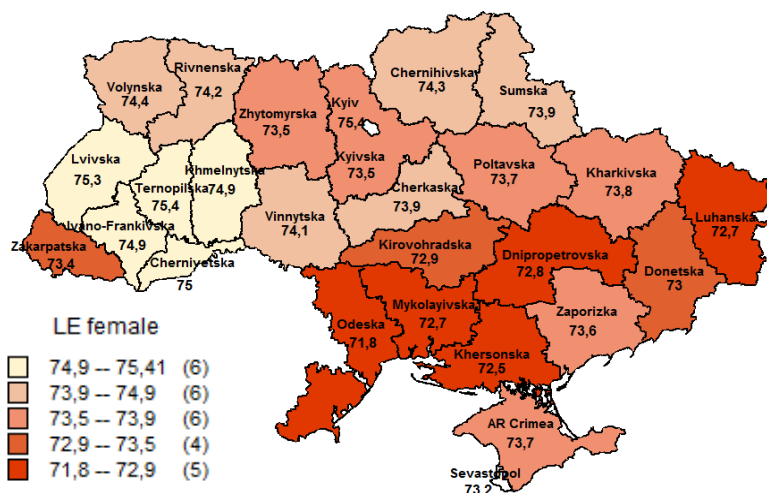 Volynska
74,4
Rivnenska
74,2
Zhytomyrska
73,5
Kyiv
75,4
Kyivska
73,5
Chernihivska
74,3
Sumska
73,9
Lvivska
75,3
Ternopilska
75,4
Khmelnytska
74,9
Ivano-Frankivska
74,9
Zakarpatska
73,4
Chernivetska
75
Vinnytska
74,1
Cherkaska
73,9
Poltavska
73,7
Kharkivska
73,8
Luhanska
72,7
Kirovohradska
72,9
Dnipropetrovska
72,8
Donetska
73
Zaporizka
73,6
Odeska
71,8
Mykolayivska
72,7
Khersonska
72,5
AR Crimea
73,7
Sevastopol
73,2
LE female
74,9 -- 75,41 (6)
73,9 -- 74,9 (6)
73,5 -- 73,9 (6)
72,9 -- 73,5 (4)
71,8 -- 72,9 (5)